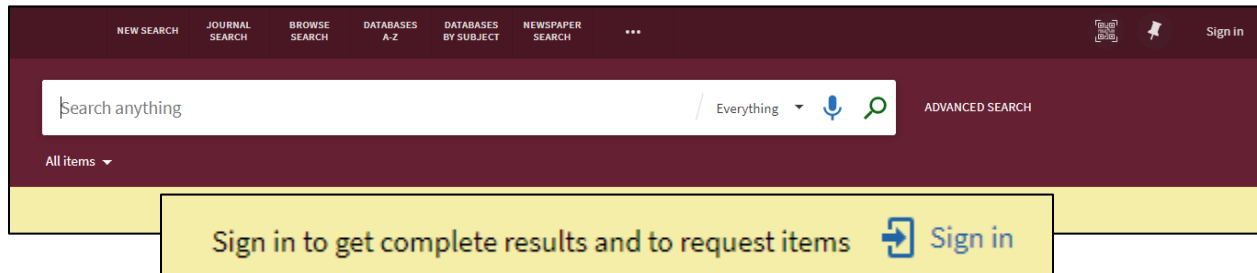 NEW SEARCH
JOURNAL
SEARCH
BROWSE
SEARCH
DATABASES
A-Z
DATABASES
BY SUBJECT
NEWSPAPER
SEARCH
•••
Sign in
Search anything
Everything
ADVANCED SEARCH
All items
Sign in to get complete results and to request items Sign in